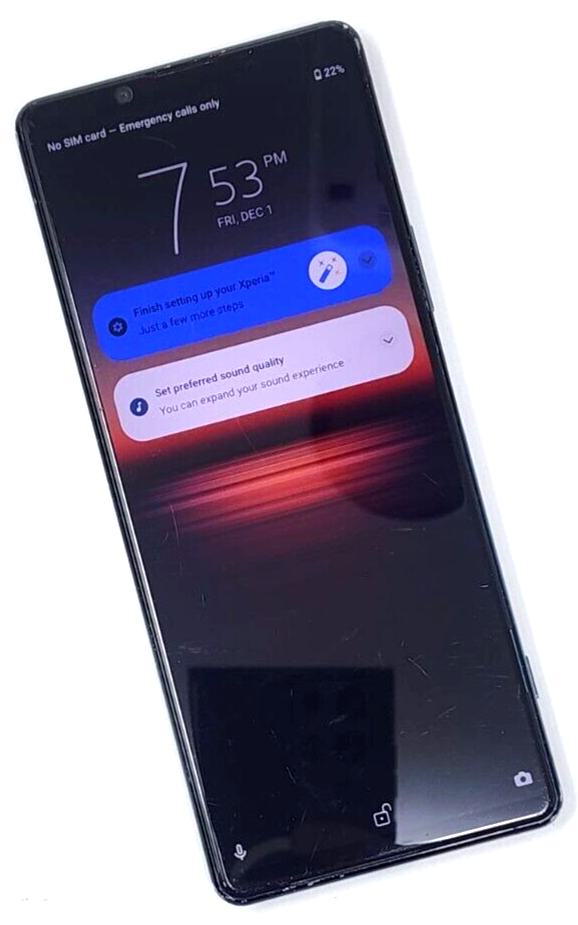 22%
No SIM card — Emergency calls only
7 53 PM
FRI, DEC 1
Finish setting up your Xperia™
Just a few more steps
Set preferred sound quality
You can expand your sound experience